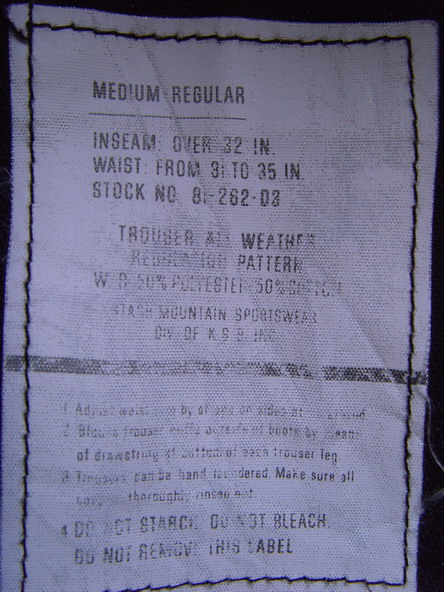 MEDIUM-REGULAR
INSEAM: OVER 32 IN.
WAIST: FROM 31 TO 35 IN.
STOCK NO. 81-262-03
TROUSER ALL WEATHER
PATTERN
W/R 50% POLYESTER 50% COTTON
MOUNTAIN SPORTSWEAR
DIV. OF K S B INC.
1 Adjust waist by of on sides
2 Blouse trouser cuffs outside of boots by means
of drawstring at bottom of each trouser leg
3 Trousers can be hand laundered Make sure all
thoroughly rinsed out
4 DO NOT STARCH. DO NOT BLEACH.
DO NOT REMOVE THIS LABEL